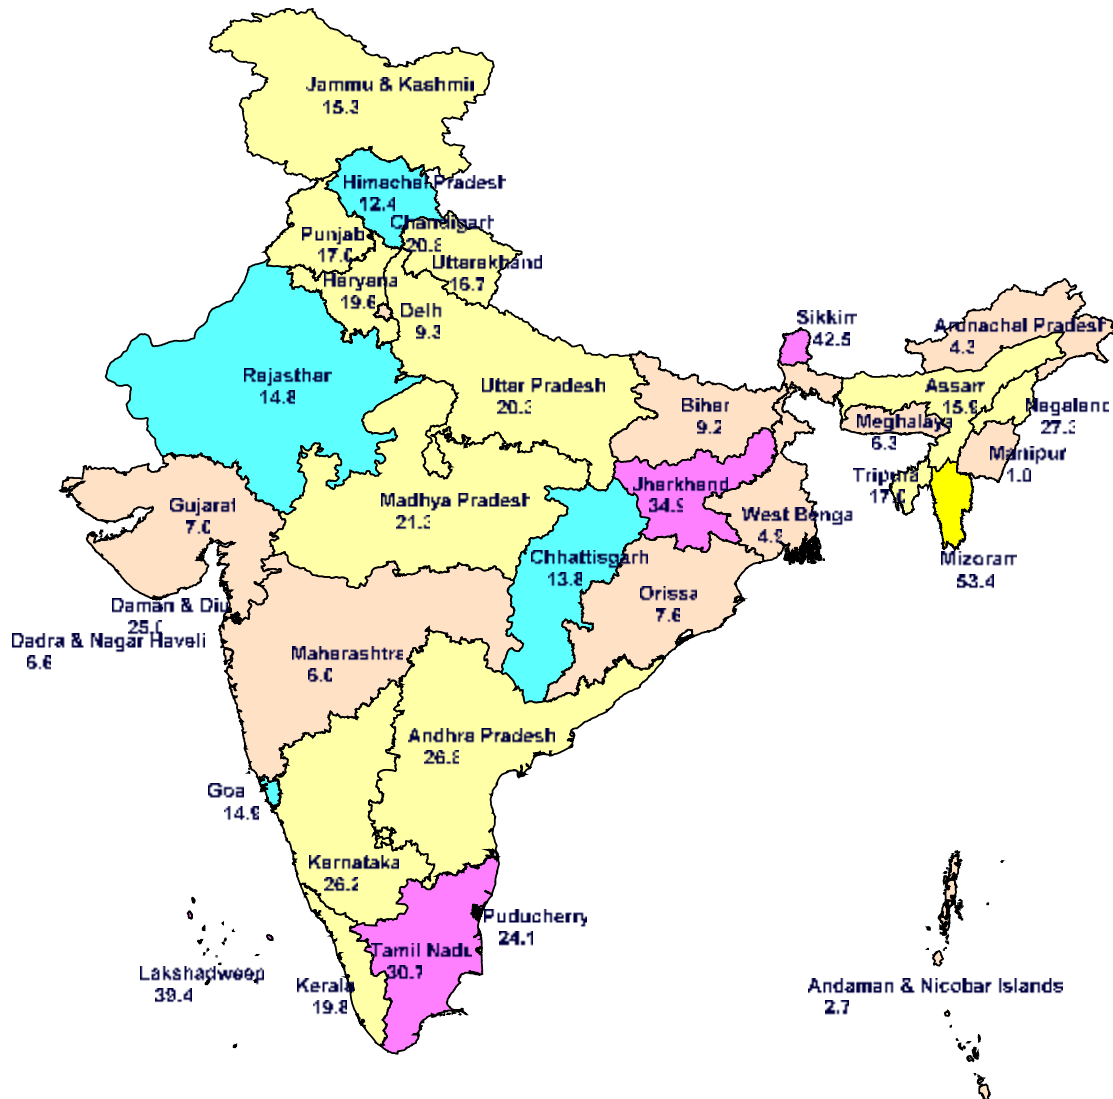 Jammu & Kashmir
15.3
Himachal Pradesh
12.4
Chandigarh
20.8
Punjab
17.0
Uttarakhand
16.7
Haryana
19.6
Delhi
9.3
Sikkim
42.5
Arunachal Pradesh
4.3
Rajasthan
14.8
Uttar Pradesh
20.3
Bihar
9.2
Assam
15.9
Nagaland
27.3
Meghalaya
6.3
Manipur
1.0
Tripura
17.0
Jharkhand
34.9
Gujarat
7.0
Madhya Pradesh
21.3
West Benga
4.9
Chhattisgarh
13.8
Mizoram
53.4
Orissa
7.6
Daman & Diu
25.0
Dadra & Nagar Haveli
6.6
Maharashtra
6.0
Andhra Pradesh
26.8
Goa
14.9
Karnataka
26.2
Puducherry
24.1
Tamil Nadu
30.7
Lakshadweep
39.4
Kerala
19.8
Andaman & Nicobar Islands
2.7